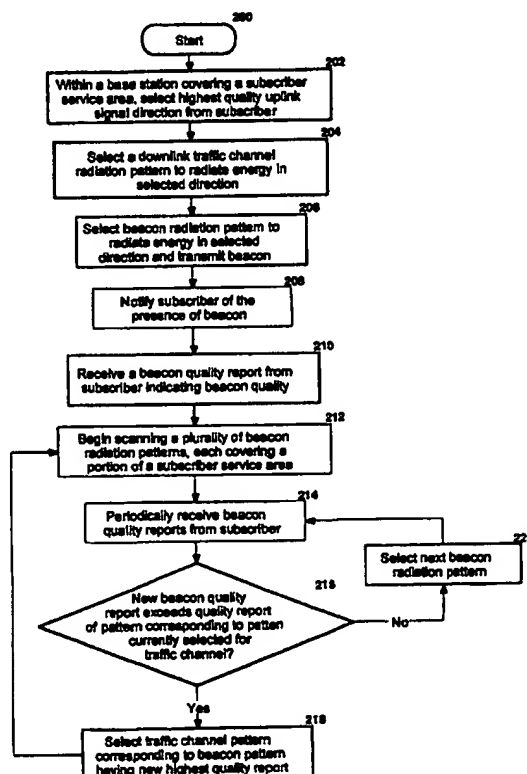 200
Start
202
Within a base station covering a subscriber
service area, select highest quality uplink
signal direction from subscriber
204
Select a downlink traffic channel
radiation pattern to radiate energy in
selected direction
206
Select beacon radiation pattern to
radiate energy in selected
direction and transmit beacon
208
Notify subscriber of the
presence of beacon
210
Receive a beacon quality report from
subscriber indicating beacon quality
212
Begin scanning a plurality of beacon
radiation patterns, each covering a
portion of a subscriber service area
214
Periodically receive beacon
quality reports from subscriber
22
Select next beacon
radiation pattern
216
New beacon quality
report exceeds quality report
of pattern corresponding to patten
currently selected for
traffic channel?
No
Yes
218
Select traffic channel pattern
corresponding to beacon pattern
having new highest quality report